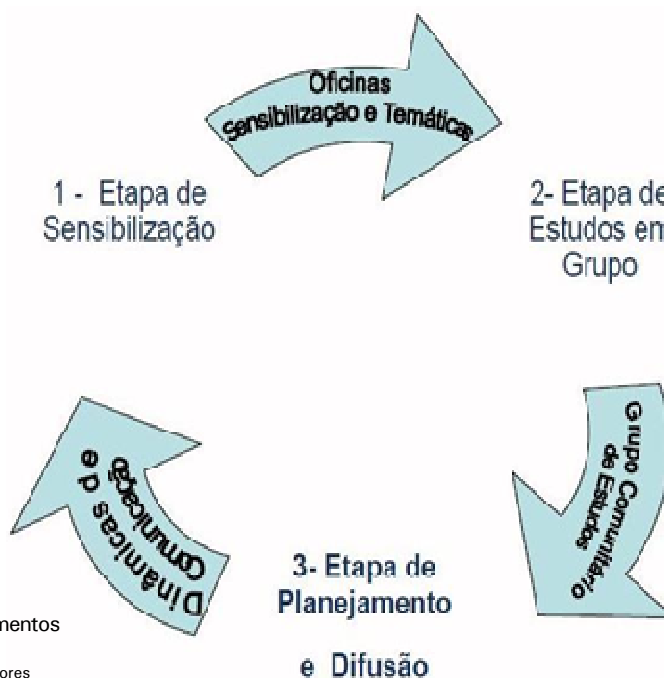 Oficinas
Sensibilização e Temáticas
1 - Etapa de
Sensibilização
2- Etapa de
Estudos em
Grupo
Grupo Comunitário
de Estudos
3- Etapa de
Planejamento
e Difusão
Dinâmicas de
Comunicação